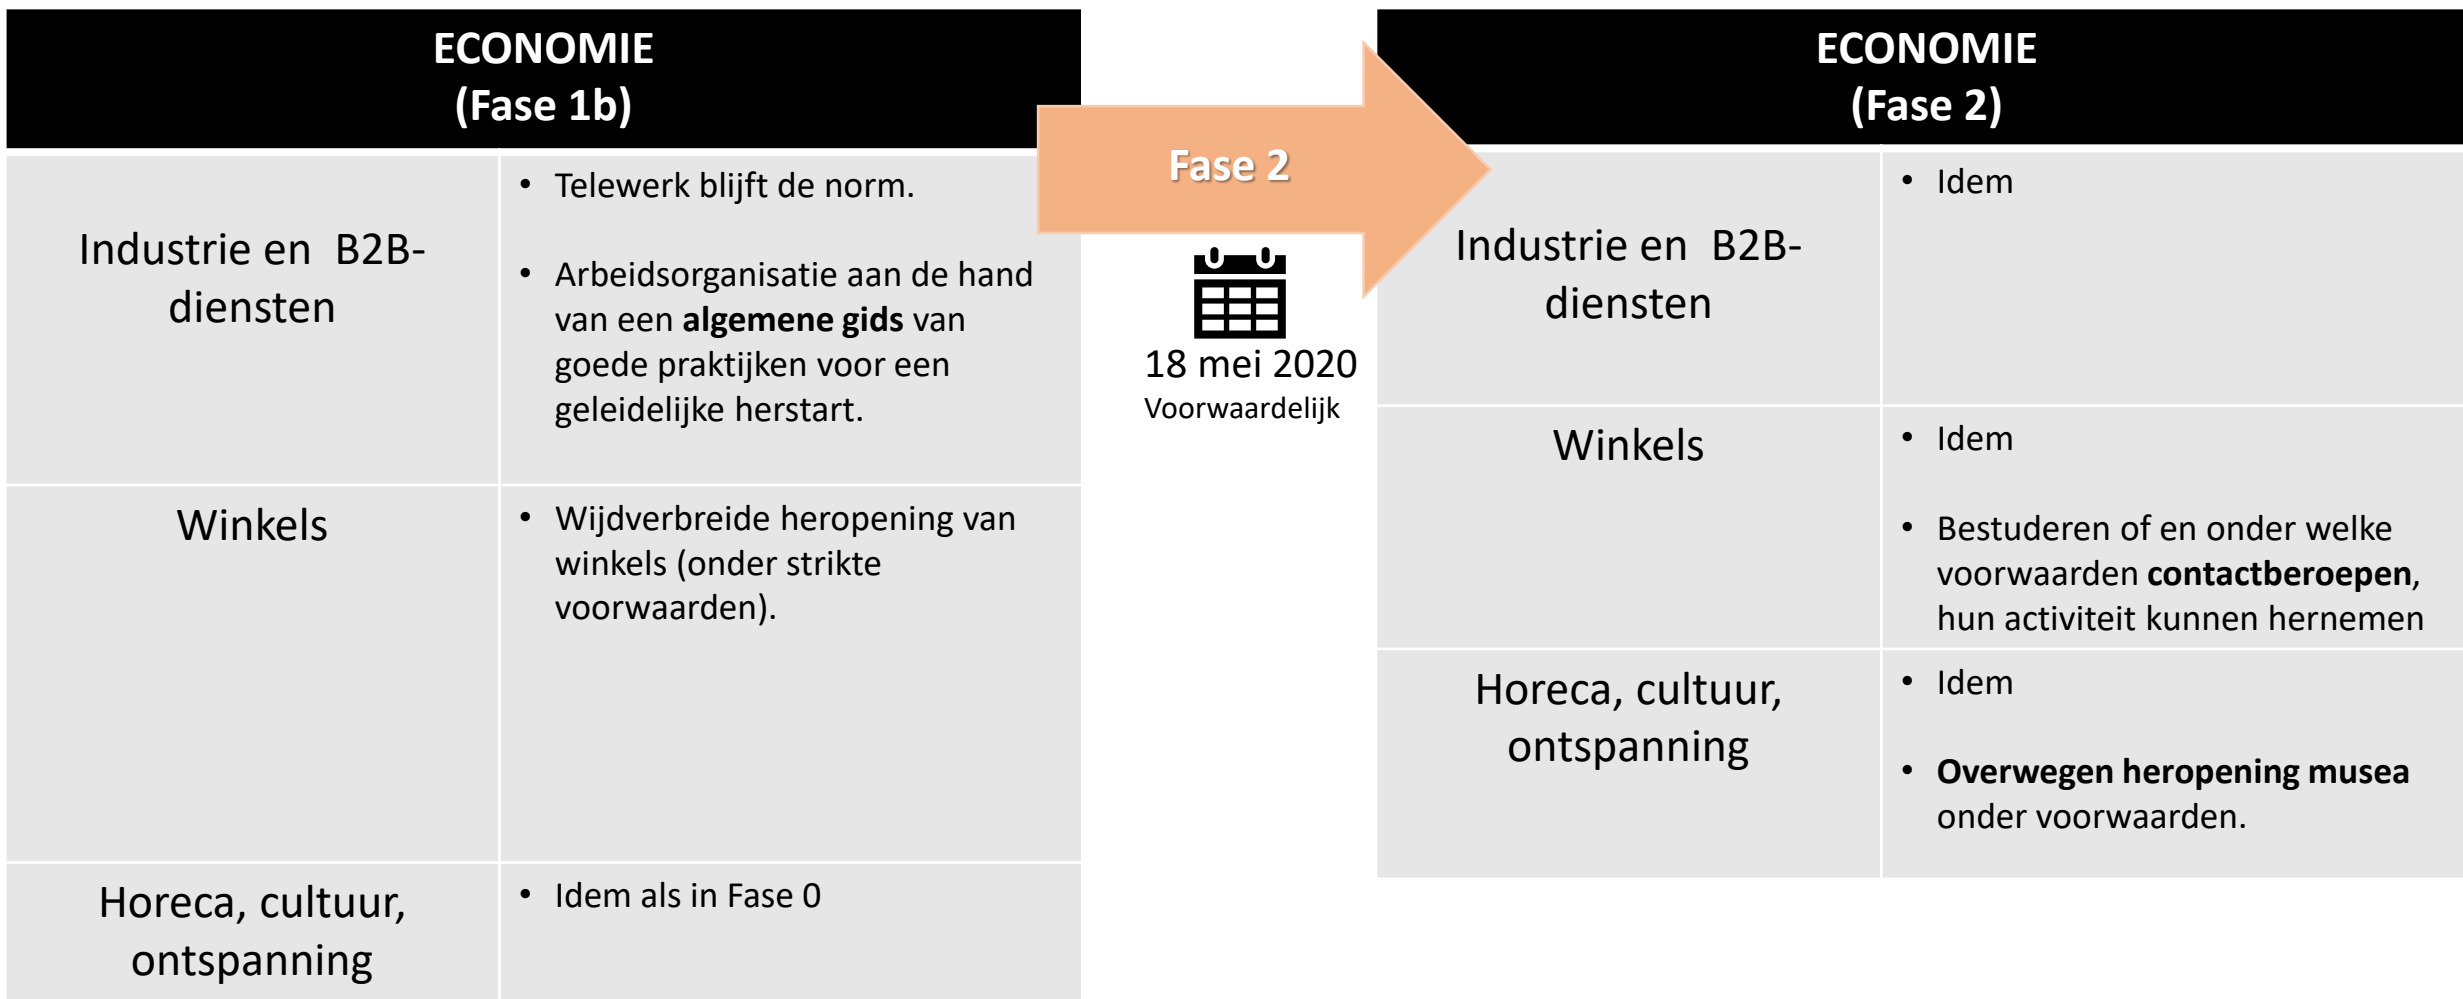 ECONOMIE
(Fase 1b)
Industrie en B2B-
diensten
• Telewerk blijft de norm.
• Arbeidsorganisatie aan de hand
van een algemene gids van
goede praktijken voor een
geleidelijke herstart.
Winkels
• Wijdverbreide heropening van
winkels (onder strikte
voorwaarden).
Horeca, cultuur,
ontspanning
• Idem als in Fase 0
Fase 2
18 mei 2020
Voorwaardelijk
ECONOMIE
(Fase 2)
Industrie en B2B-
diensten
• Idem
Winkels
• Idem
• Bestuderen of en onder welke
voorwaarden contactberoepen,
hun activiteit kunnen hernemen
Horeca, cultuur,
ontspanning
• Idem
• Overwegen heropening musea
onder voorwaarden.